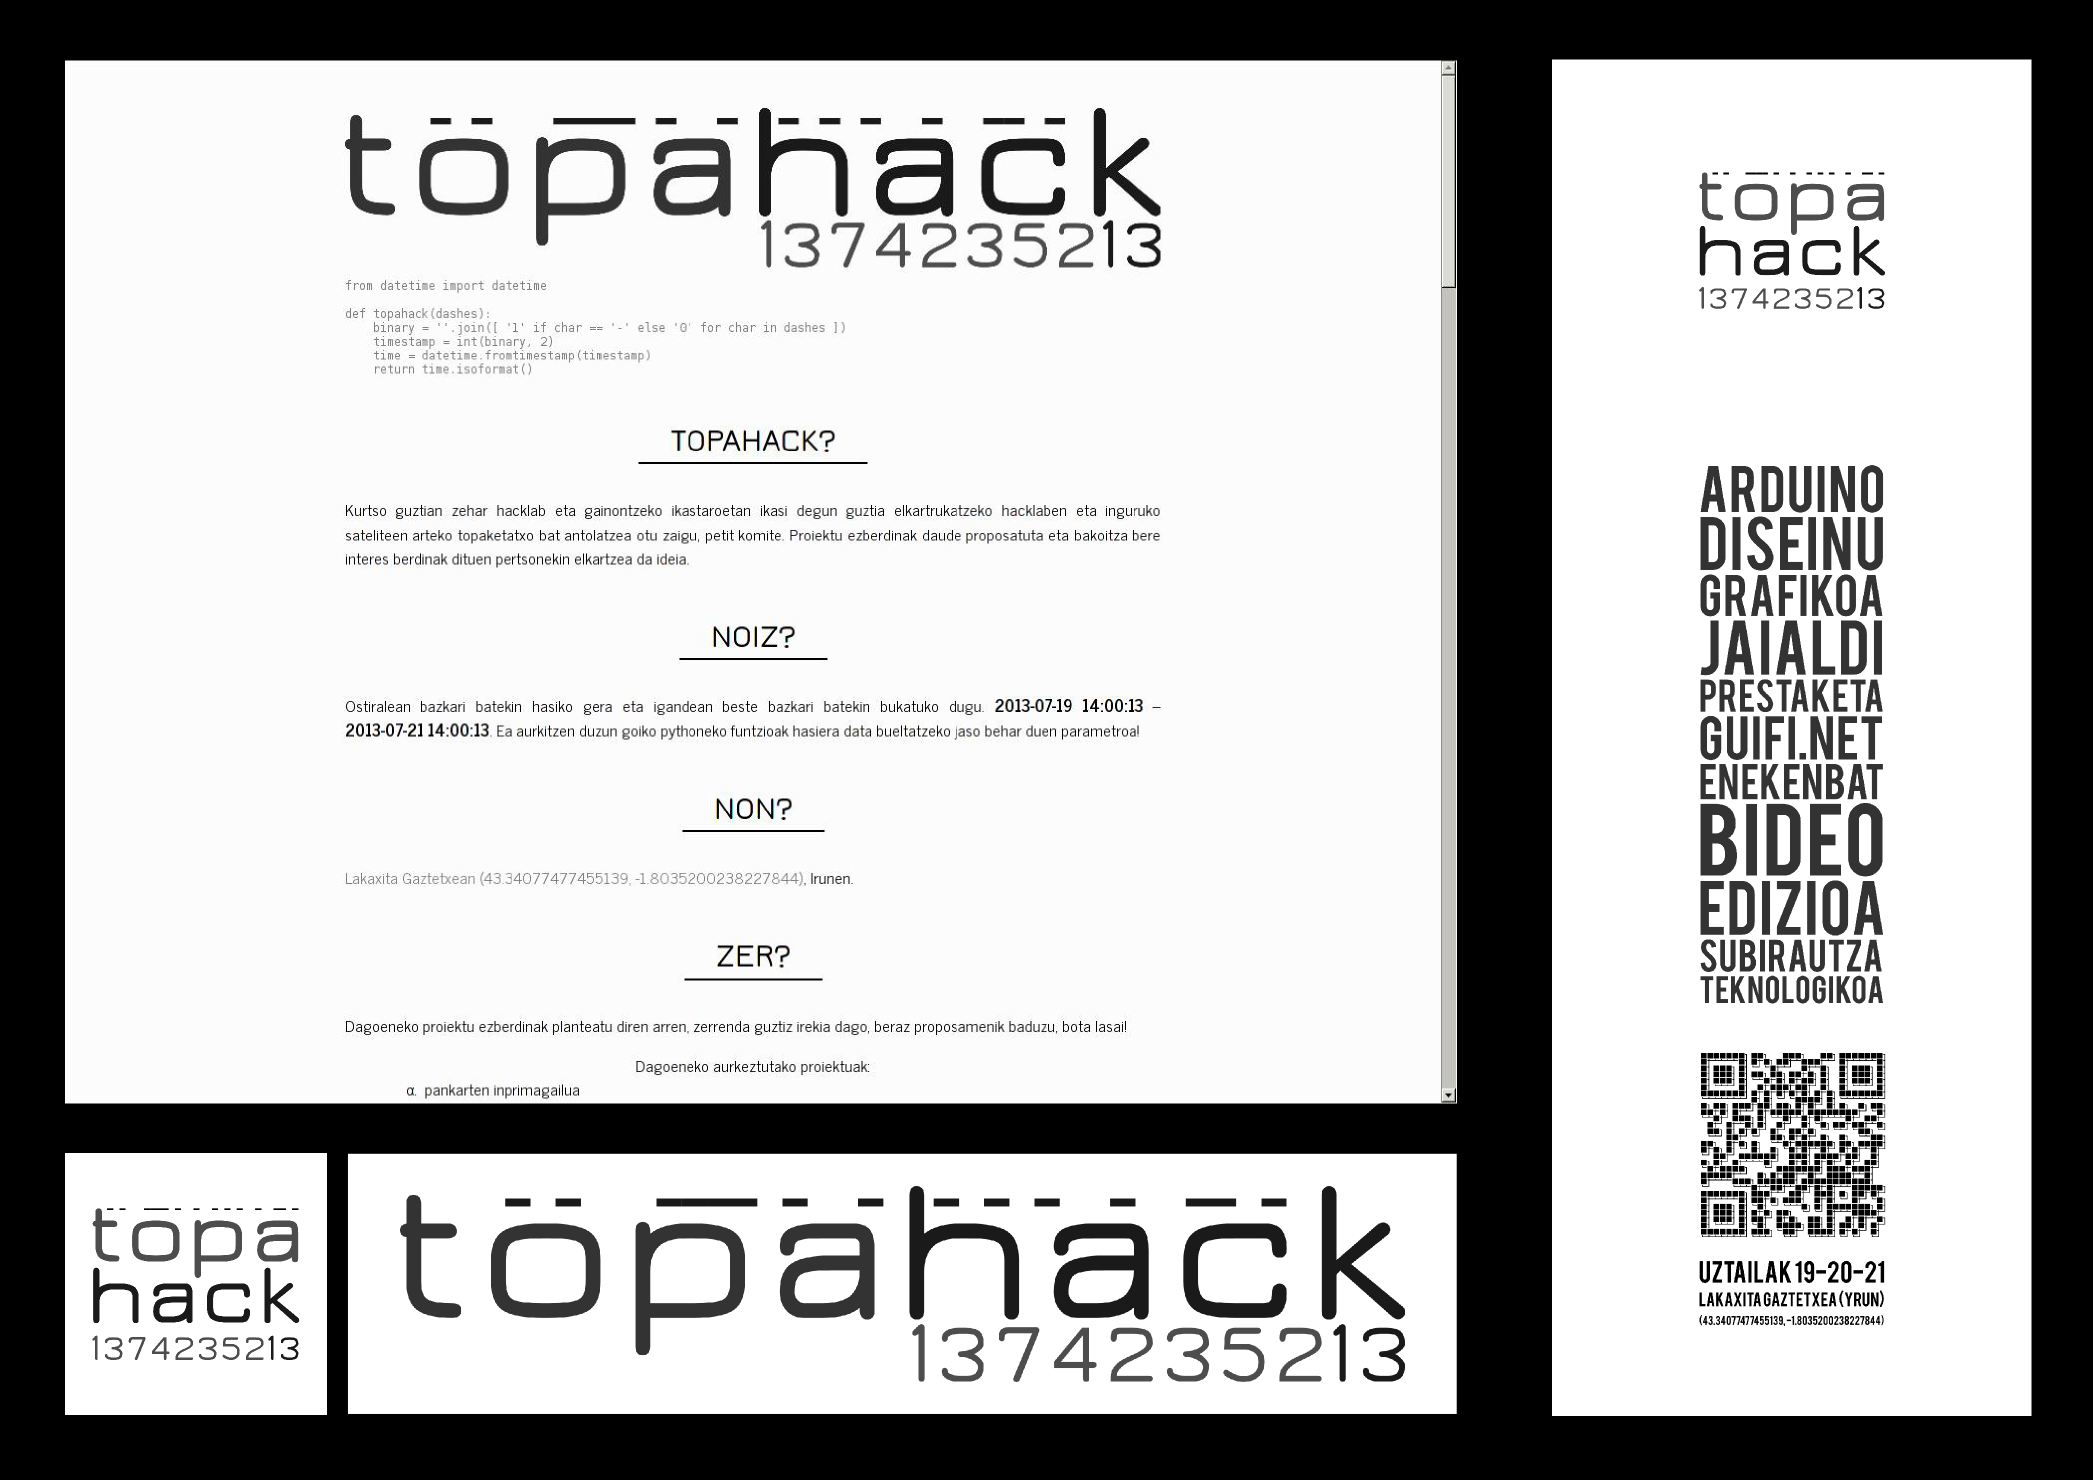 topahack
1374235213
from datetime import datetime
def topahack(dashes):
binary = ''.join([ '1' if char == '-' else '0' for char in dashes ])
timestamp = int(binary, 2)
time = datetime.fromtimestamp(timestamp)
return time.isoformat()
TOPAHACK?
Kurtso guztian zehar hacklab eta gainontzeko ikastaroetan ikasi degun guztia elkartrukatzeko hacklaben eta inguruko
sateliteen arteko topaketatxo bat antolatzea otu zaigu, petit komite. Proiektu ezberdinak daude proposatuta eta bakoitza bere
interes berdinak dituen pertsonekin elkartzea da ideia.
NOIZ?
Ostiralean bazkari batekin hasiko gera eta igandean beste bazkari batekin bukatuko dugu. 2013-07-19 14:00:13 –
2013-07-21 14:00:13. Ea aurkitzen duzun goiko pythoneko funtzioak hasiera data bueltatzeko jaso behar duen parametroa!
NON?
Lakaxita Gaztetxean (43.34077477455139, -1.8035200238227844), Irunen.
ZER?
Dagoeneko proiektu ezberdinak planteatu diren arren, zerrenda guztiz irekia dago, beraz proposamenik baduzu, bota lasai!
Dagoeneko aurkeztutako proiektuak:
α. pankarten inprimagailua
topa
hack
1374235213
topahack
1374235213
topa
hack
1374235213
ARDUINO
DISEINU
GRAFIKOA
JAIALDI
PRESTAKETA
GUIFI.NET
ENEKENBAT
BIDEO
EDIZIOA
SUBIRAUTZA
TEKNOLOGIKOA
UZTAILAK 19-20-21
LAKAXITA GAZTETXEA (YRUN)
(43.34077477455139, -1.8035200238227844)